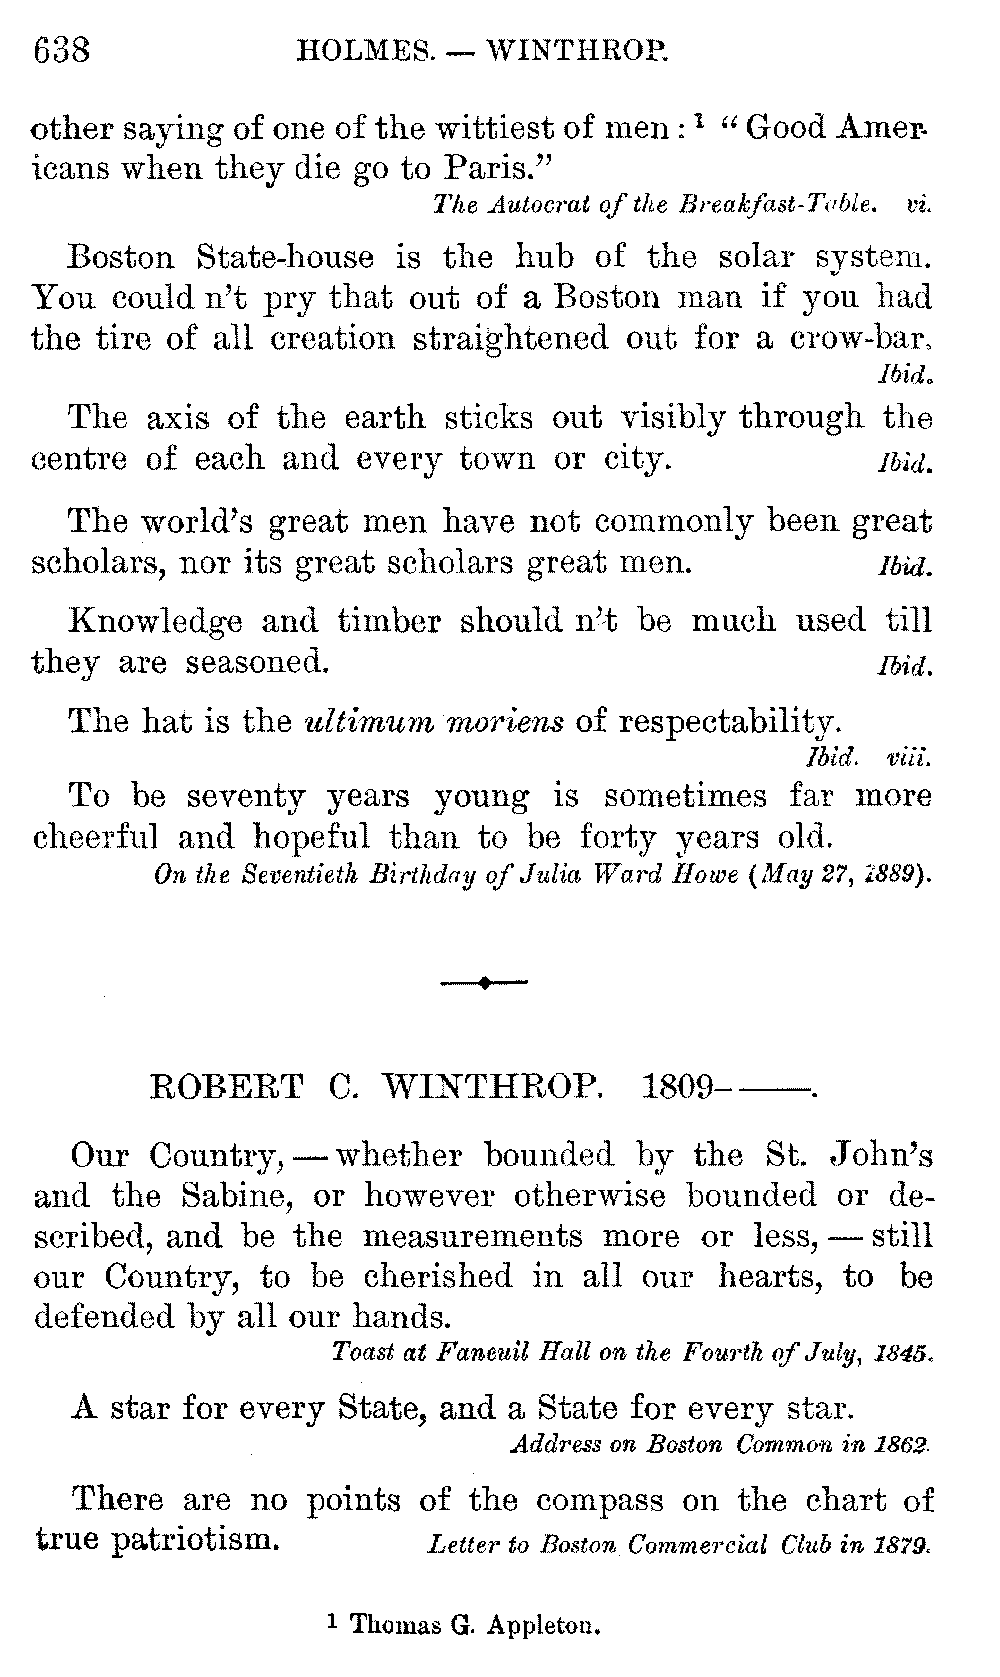 638 HOLMES. — WINTHROP.
other saying of one of the wittiest of men : ¹ “ Good Amer-
icans when they die go to Paris.”
The Autocrat of the Breakfast-Table. vi.
Boston State-house is the hub of the solar system.
You could n’t pry that out of a Boston man if you had
the tire of all creation straightened out for a crow-bar.
Ibid.
The axis of the earth sticks out visibly through the
centre of each and every town or city. Ibid.
The world’s great men have not commonly been great
scholars, nor its great scholars great men. Ibid.
Knowledge and timber should n’t be much used till
they are seasoned. Ibid.
The hat is the ultimum moriens of respectability.
Ibid. viii.
To be seventy years young is sometimes far more
cheerful and hopeful than to be forty years old.
On the Seventieth Birthday of Julia Ward Howe (May 27, 1889).
ROBERT C. WINTHROP. 1809– ——.
Our Country, — whether bounded by the St. John’s
and the Sabine, or however otherwise bounded or de-
scribed, and be the measurements more or less, — still
our Country, to be cherished in all our hearts, to be
defended by all our hands.
Toast at Faneuil Hall on the Fourth of July, 1845.
A star for every State, and a State for every star.
Address on Boston Common in 1862.
There are no points of the compass on the chart of
true patriotism. Letter to Boston Commercial Club in 1879.
1 Thomas G. Appleton.